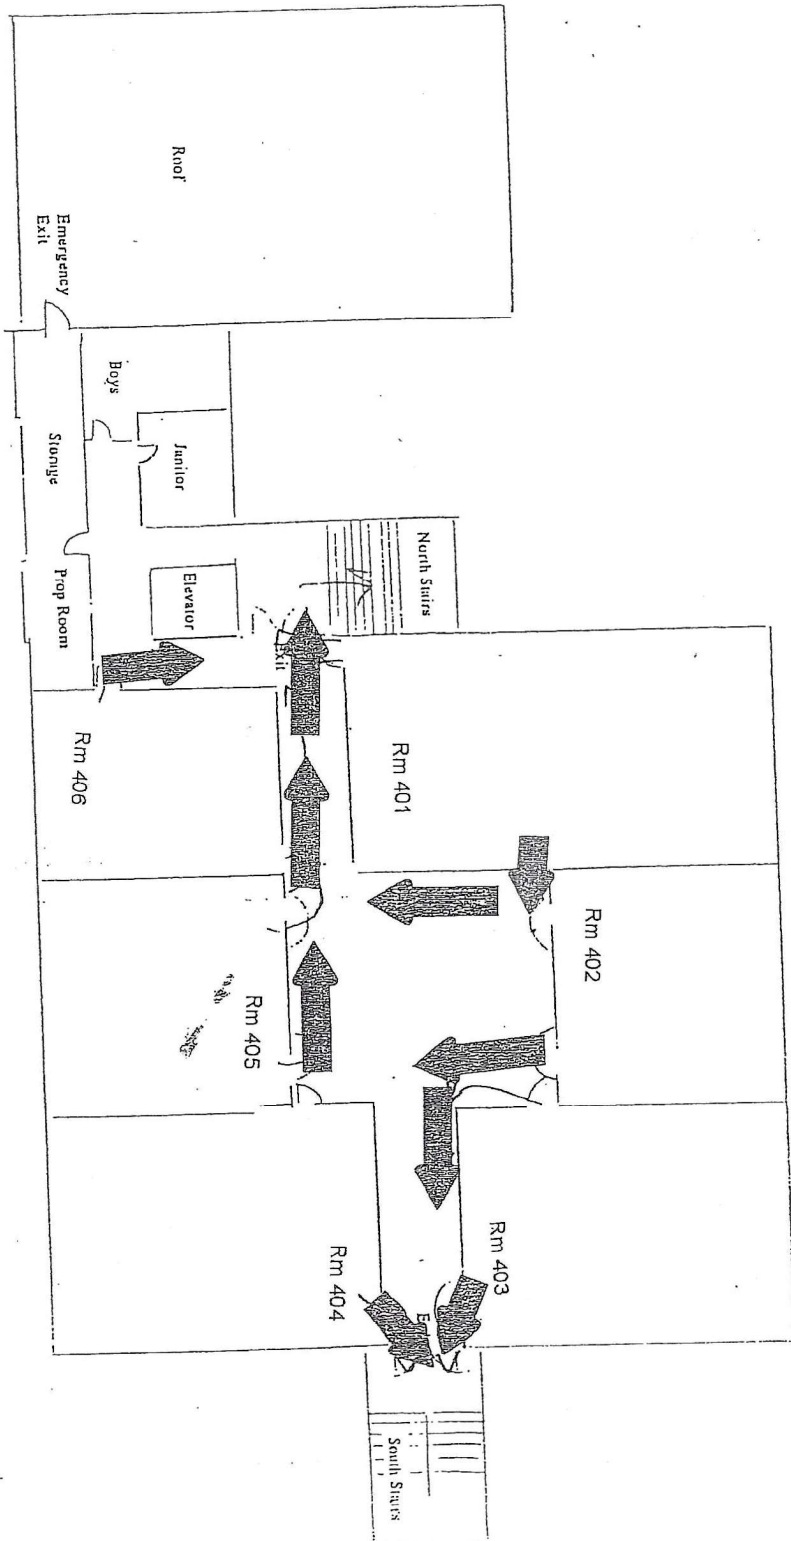 Roof
Emergency
Exit
Boys
Janitor
Storage
Prop Room
Elevator
North Stairs
Exit
Rm 401
Rm 406
Rm 402
Rm 405
Rm 403
Rm 404
South Stairs